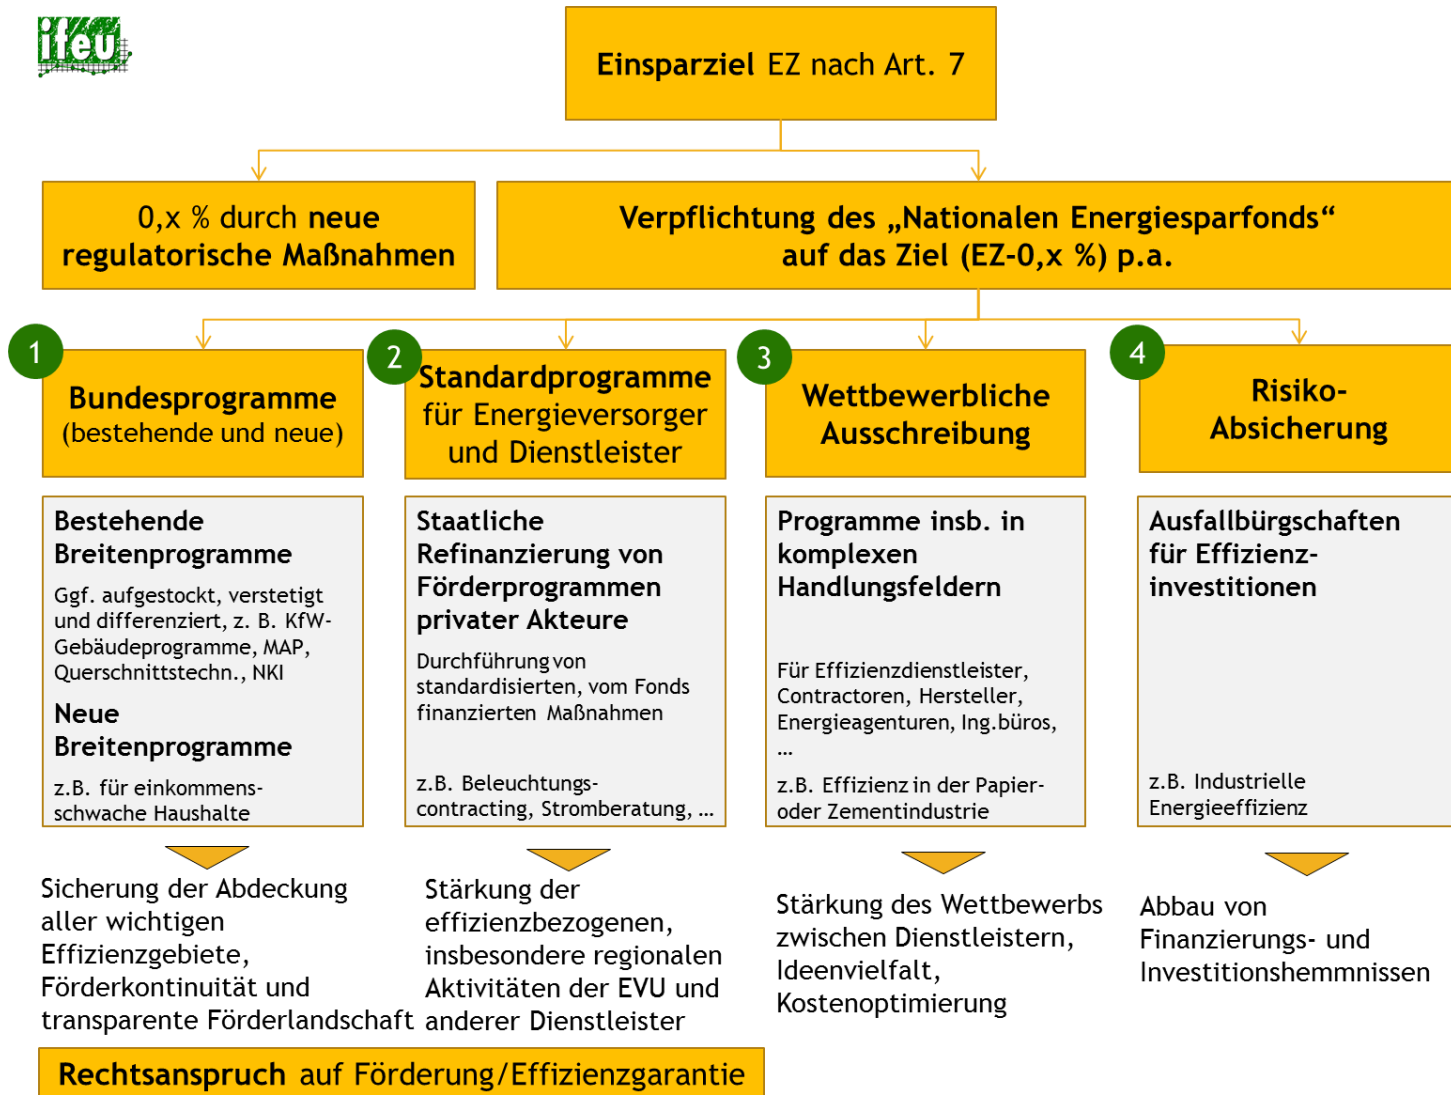 ifeu
Einsparziel EZ nach Art. 7
0,x % durch neue
regulatorische Maßnahmen
Verpflichtung des „Nationalen Energiesparfonds“
auf das Ziel (EZ-0,x %) p.a.
1
Bundesprogramme
(bestehende und neue)
2
Standardprogramme
für Energieversorger
und Dienstleister
3
Wettbewerbliche
Ausschreibung
4
Risiko-
Absicherung
Bestehende
Breitenprogramme
Ggf. aufgestockt, verstetigt
und differenziert, z. B. KfW-
Gebäudeprogramme, MAP,
Querschnittstechn., NKI
Neue
Breitenprogramme
z.B. für einkommens-
schwache Haushalte
Staatliche
Refinanzierung von
Förderprogrammen
privater Akteure
Durchführung von
standardisierten, vom Fonds
finanzierten Maßnahmen
z.B. Beleuchtungs-
contracting, Stromberatung, …
Programme insb. in
komplexen
Handlungsfeldern
Für Effizienzdienstleister,
Contractoren, Hersteller,
Energieagenturen, Ing.büros,
…
z.B. Effizienz in der Papier-
oder Zementindustrie
Ausfallbürgschaften
für Effizienz-
investitionen
z.B. Industrielle
Energieeffizienz
Sicherung der Abdeckung
aller wichtigen
Effizienzgebiete,
Förderkontinuität und
transparente Förderlandschaft
Stärkung der
effizienzbezogenen,
insbesondere regionalen
Aktivitäten der EVU und
anderer Dienstleister
Stärkung des Wettbewerbs
zwischen Dienstleistern,
Ideenvielfalt,
Kostenoptimierung
Abbau von
Finanzierungs- und
Investitionshemmnissen
Rechtsanspruch auf Förderung/Effizienzgarantie